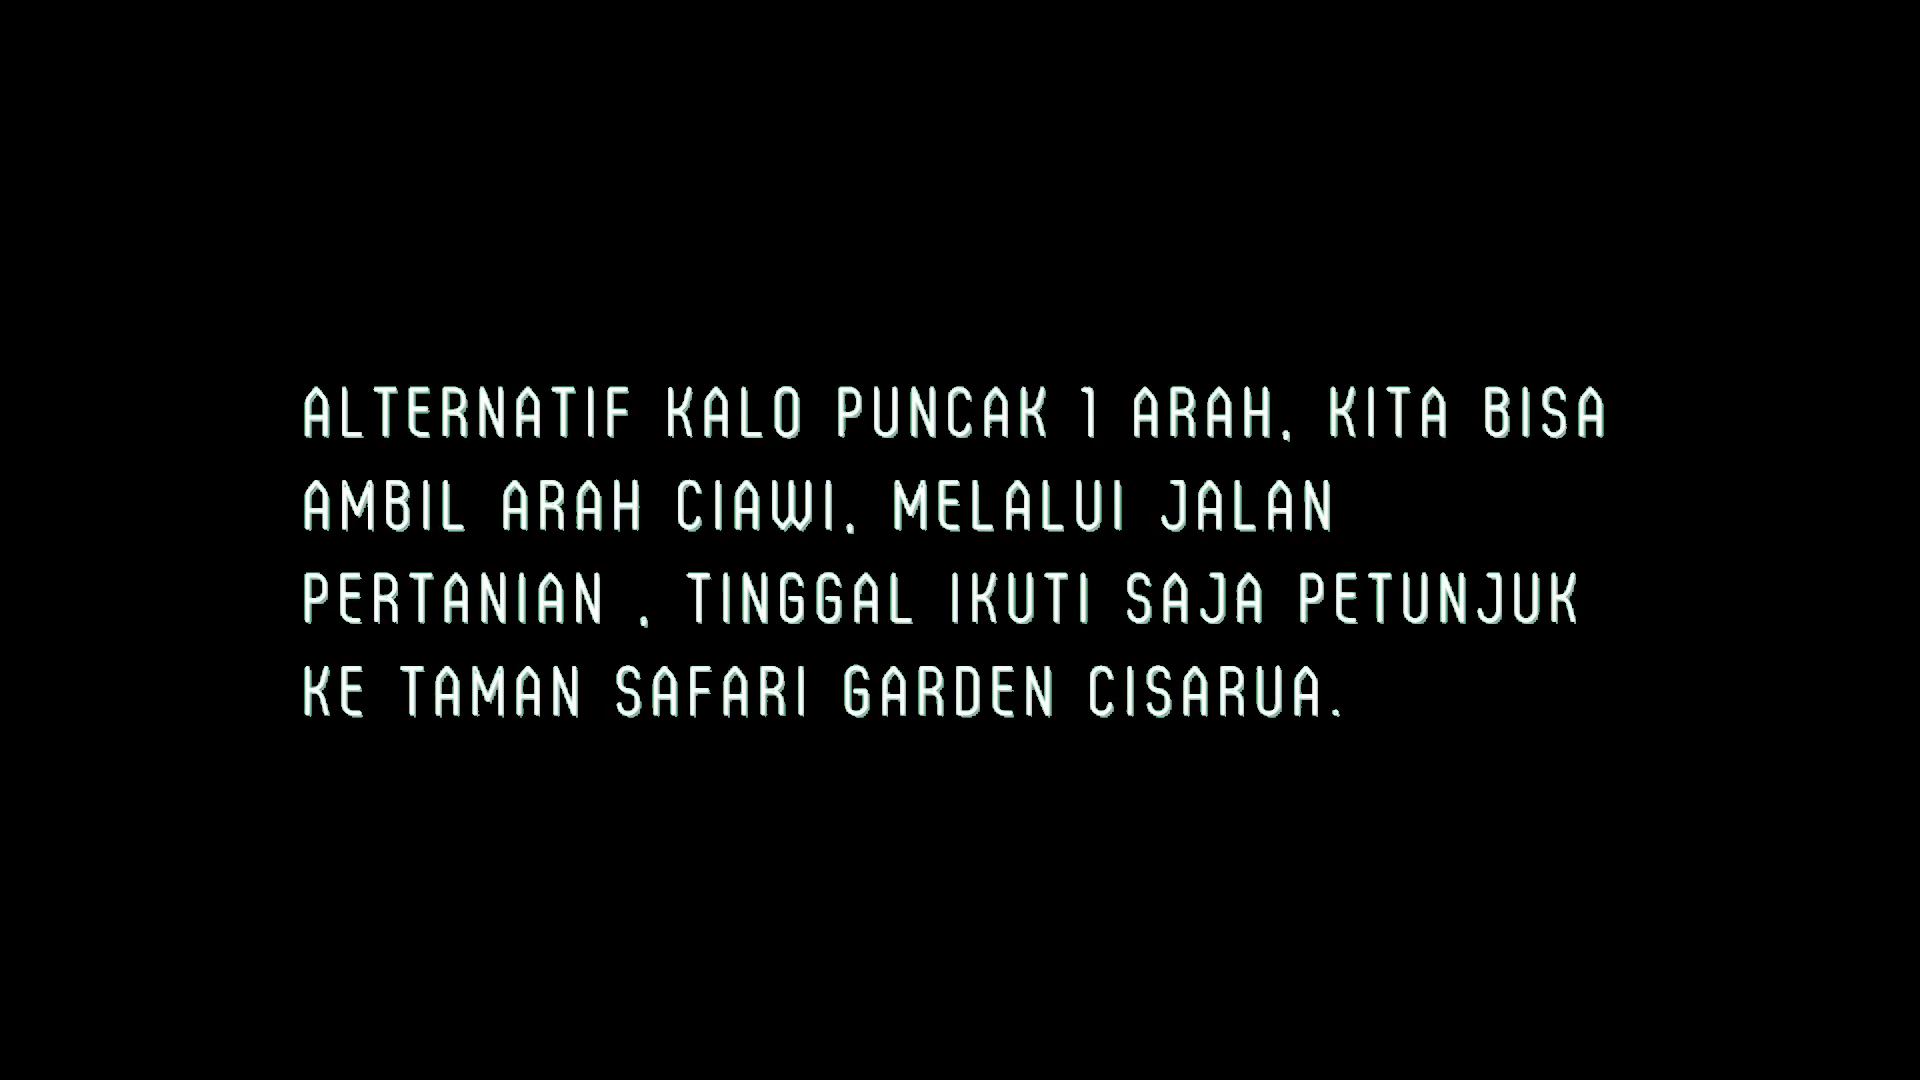 ALTERNATIF KALO PUNCAK 1 ARAH, KITA BISA
AMBIL ARAH CIAWI, MELALUI JALAN
PERTANIAN , TINGGAL IKUTI SAJA PETUNJUK
KE TAMAN SAFARI GARDEN CISARUA.